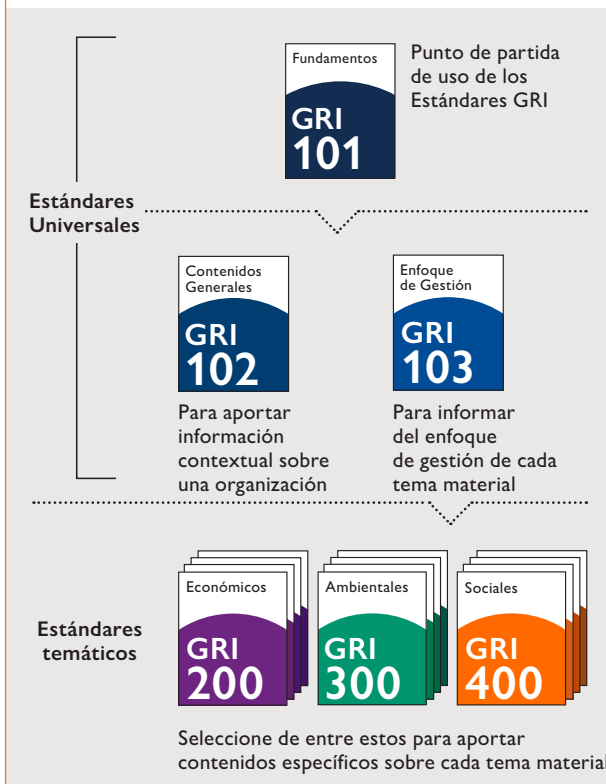 Fundamentos
GRI
101
Punto de partida
de uso de los
Estándares GRI
Estándares
Universales
Contenidos
Generales
GRI
102
Para aportar
información
contextual sobre
una organización
Enfoque
de Gestión
GRI
103
Para informar
del enfoque
de gestión de cada
tema material
Estándares
temáticos
Económicos
GRI
200
Ambientales
GRI
300
Sociales
GRI
400
Seleccione de entre estos para aportar
contenidos específicos sobre cada tema material